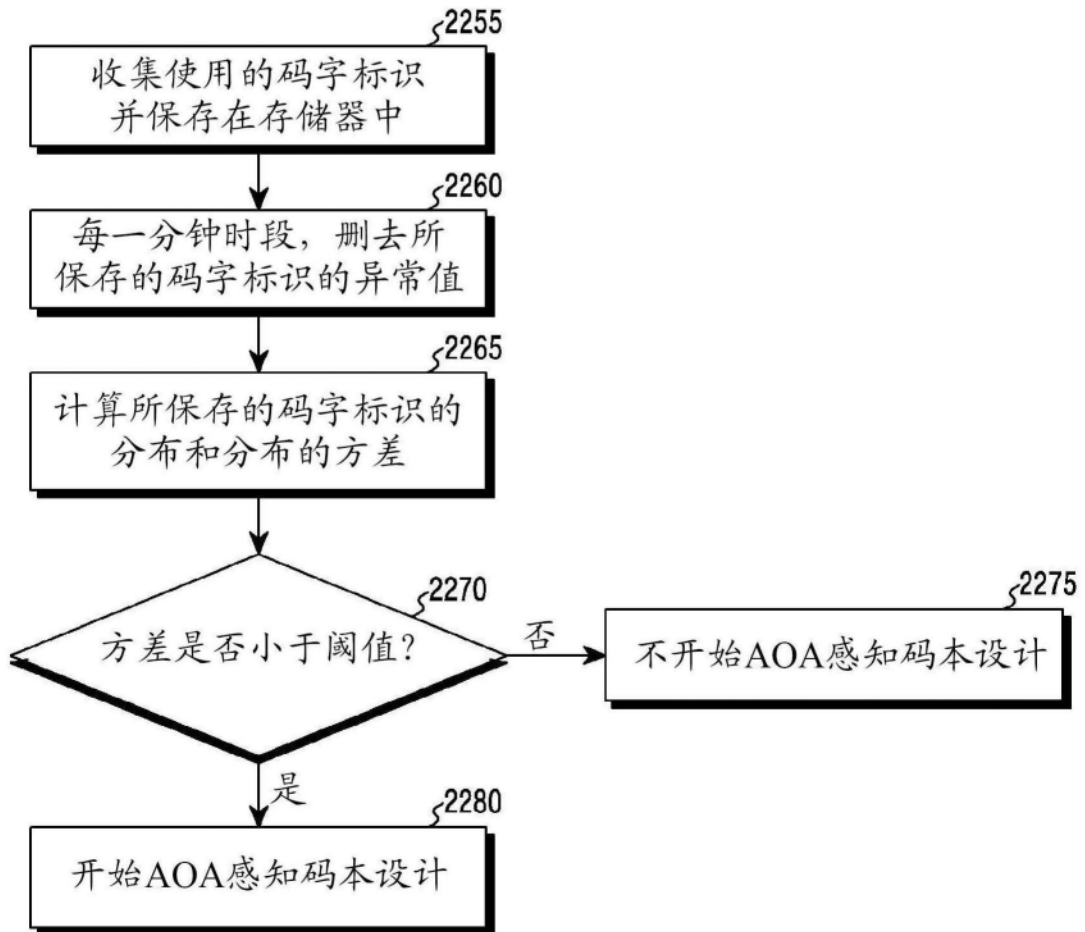 2255
收集使用的码字标识
并保存在存储器中
2260
每一分钟时段，删去所
保存的码字标识的异常值
2265
计算所保存的码字标识的
分布和分布的方差
2270
方差是否小于阈值?
否
2275
不开始AOA感知码本设计
是
2280
开始AOA感知码本设计